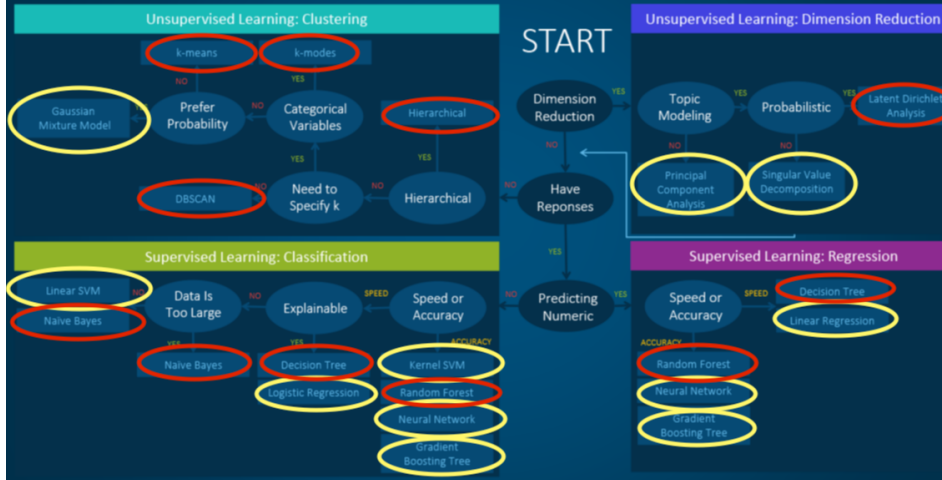 Unsupervised Learning: Clustering
k-means
k-modes
NO
YES
Gaussian
Mixture Model
Prefer
Probability
NO
Categorical
Variables
Hierarchical
YES
YES
DBSCAN
NO
Need to
Specify k
NO
Hierarchical
START
Dimension
Reduction
YES
NO
Have
Reponses
NO
YES
Predicting
Numeric
NO
YES
Unsupervised Learning: Dimension Reduction
Topic
Modeling
YES
Probabilistic
YES
Latent Dirichlet
Analysis
NO
NO
Principal
Component
Analysis
Singular Value
Decomposition
Supervised Learning: Classification
Linear SVM
Naïve Bayes
NO
Data Is
Too Large
NO
Explainable
SPEED
Speed or
Accuracy
YES
YES
ACCURACY
Naïve Bayes
Decision Tree
Logistic Regression
Kernel SVM
Random Forest
Neural Network
Gradient
Boosting Tree
Supervised Learning: Regression
Speed or
Accuracy
SPEED
Decision Tree
Linear Regression
ACCURACY
Random Forest
Neural Network
Gradient
Boosting Tree